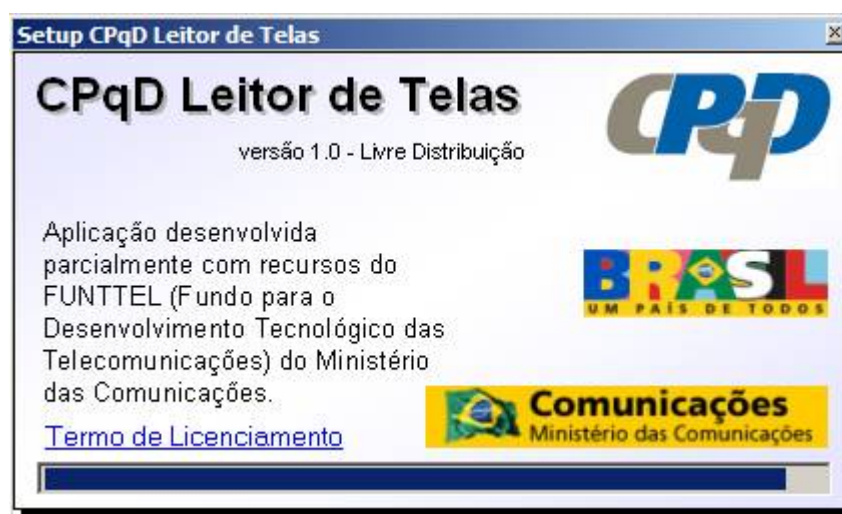 Setup CPqD Leitor de Telas
CPqD Leitor de Telas
CPqD
versão 1.0 - Livre Distribuição
Aplicação desenvolvida
parcialmente com recursos do
FUNTTEL (Fundo para o
Desenvolvimento Tecnológico das
Telecomunicações) do Ministério
das Comunicações.
BRASIL
UM PAÍS DE TODOS
Comunicações
Ministério das Comunicações
Termo de Licenciamento